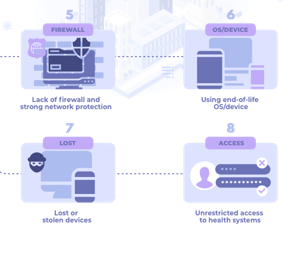 5
FIREWALL
Lack of firewall and
strong network protection
6
OS/DEVICE
Using end-of-life
OS/device
7
LOST
Lost or
stolen devices
8
ACCESS
Unrestricted access
to health systems